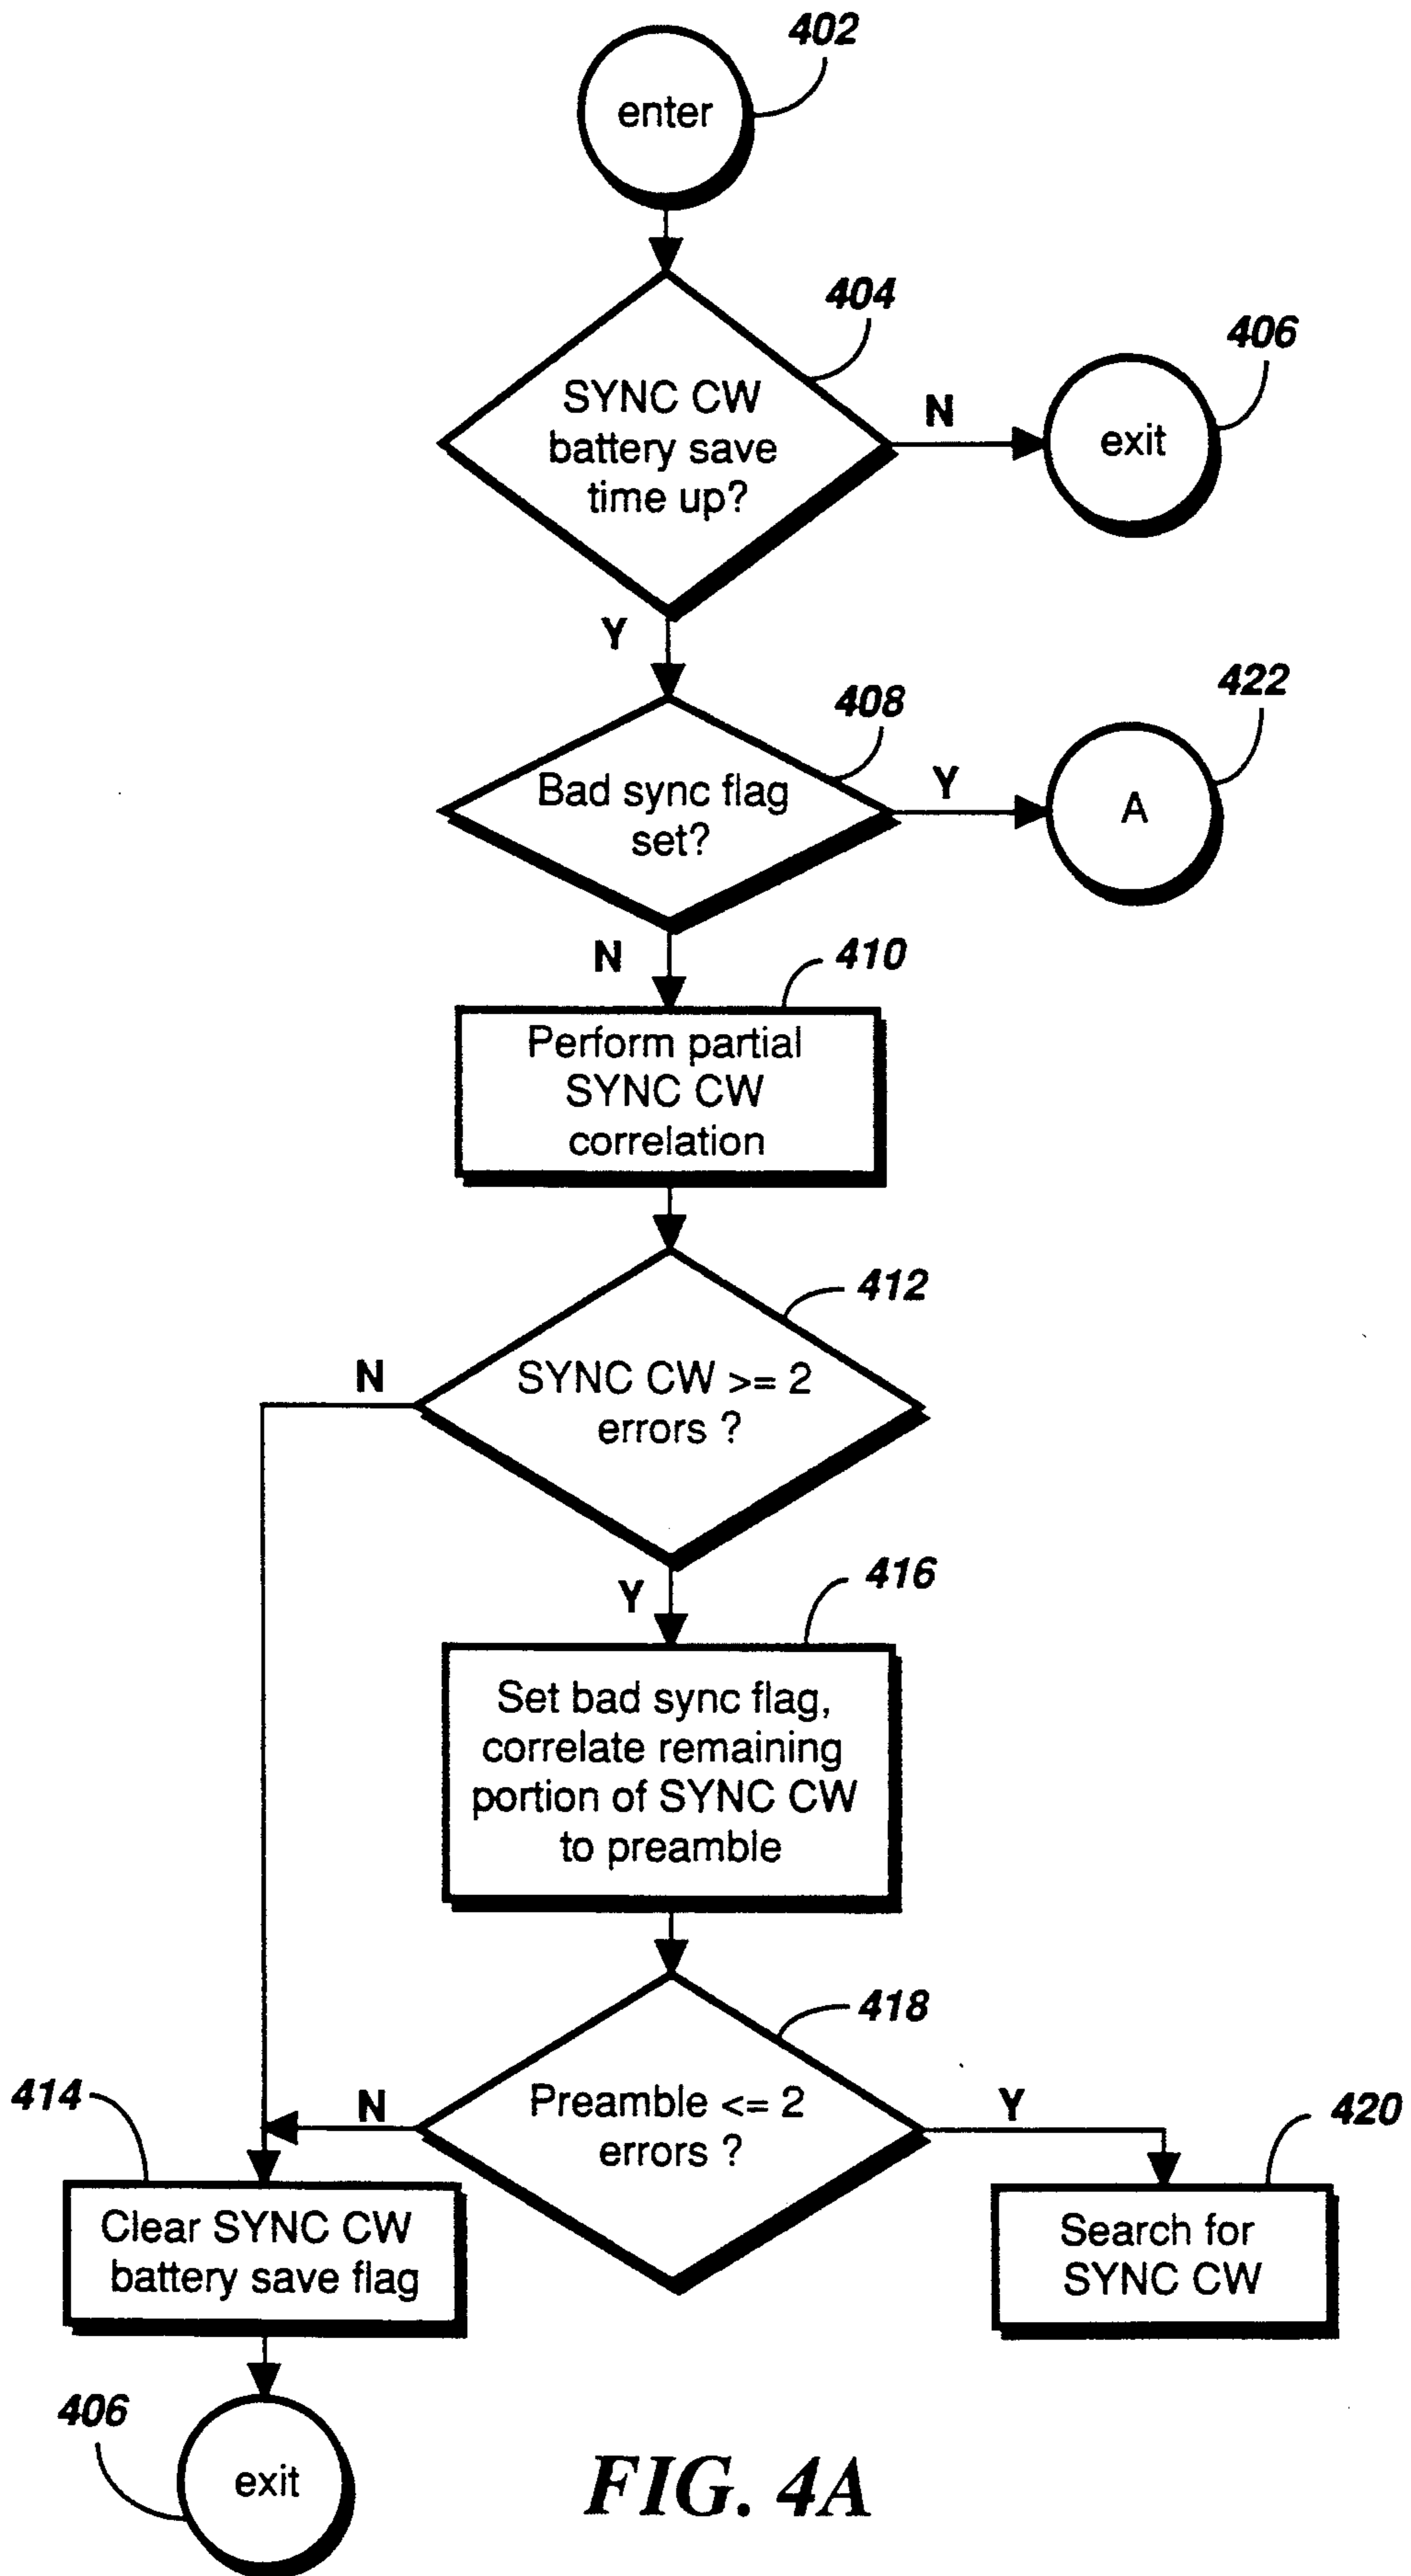 402
enter
404
SYNC CW
battery save
time up?
N
406
exit
Y
408
Bad sync flag
set?
Y
422
A
N
410
Perform partial
SYNC CW
correlation
412
SYNC CW >= 2
errors ?
N
Y
416
Set bad sync flag,
correlate remaining
portion of SYNC CW
to preamble
418
Preamble <= 2
errors ?
N
Y
414
Clear SYNC CW
battery save flag
420
Search for
SYNC CW
406
exit
FIG. 4A